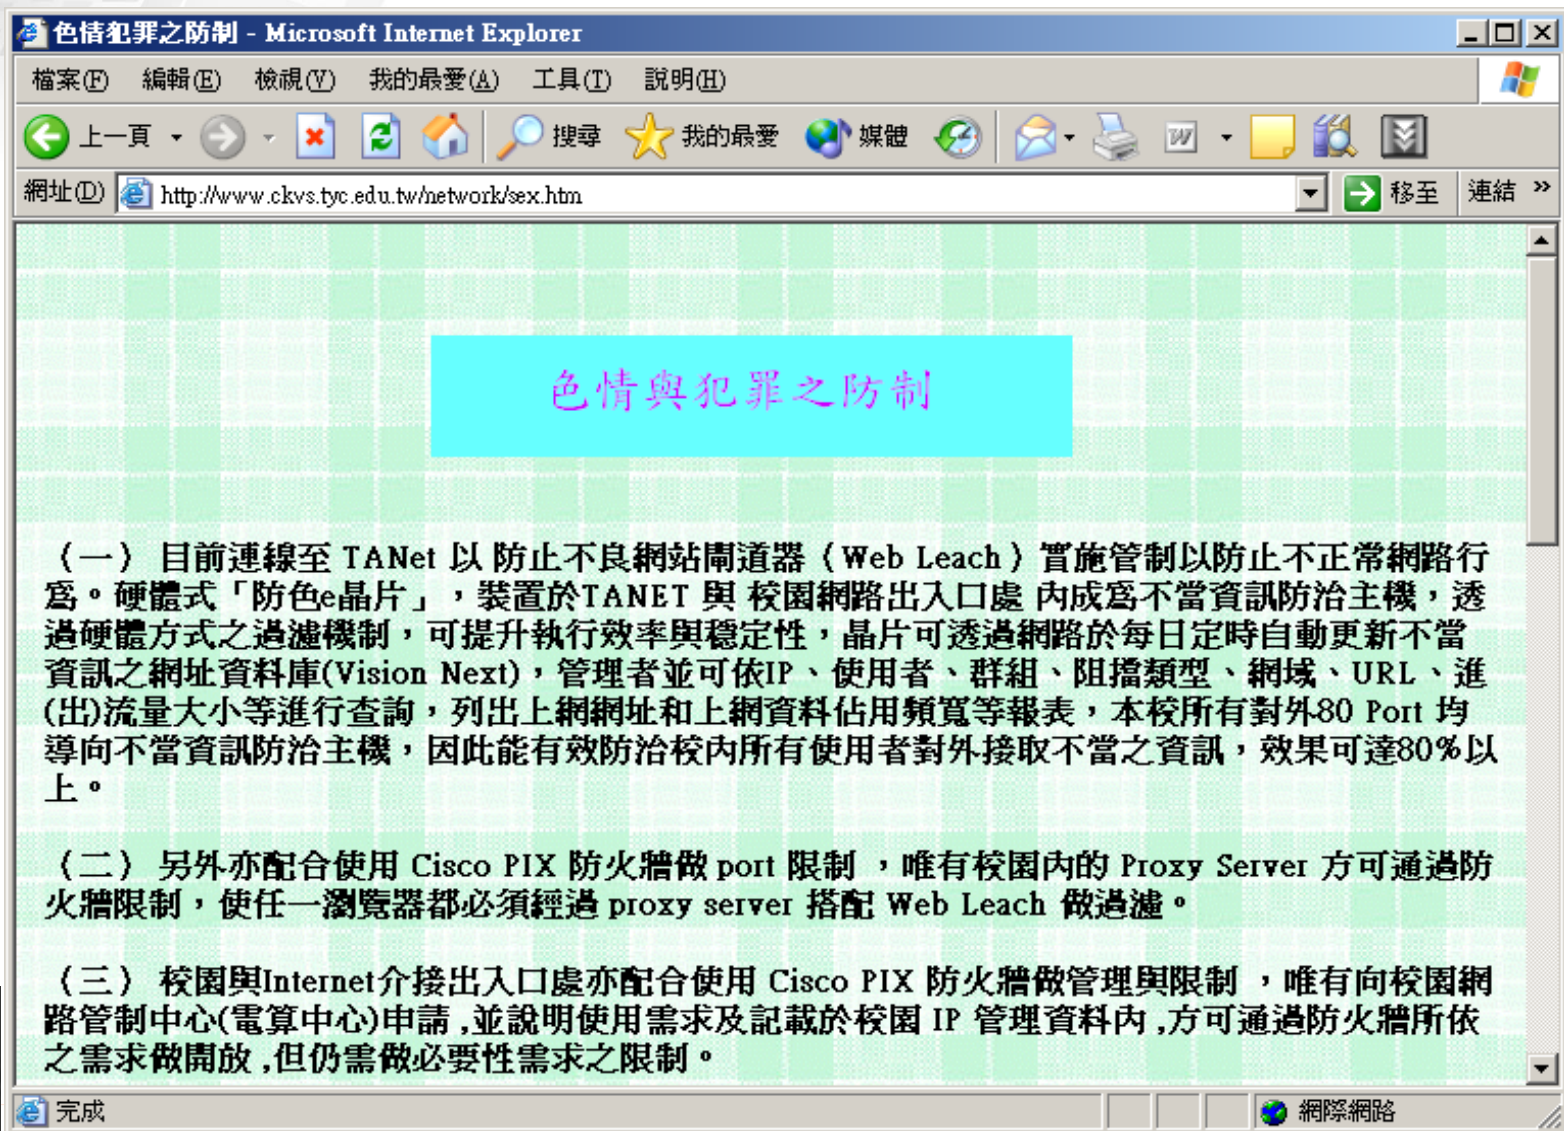 色情犯罪之防制 - Microsoft Internet Explorer
檔案(F) 編輯(E) 檢視(V) 我的最愛(A) 工具(T) 說明(H)
上一頁 搜尋 我的最愛 媒體
網址(D) http://www.ckvs.tyc.edu.tw/network/sex.htm 移至 連結 »
色情與犯罪之防制
（一） 目前連線至 TANet 以 防止不良網站閘道器（Web Leach）實施管制以防止不正常網路行
為。硬體式「防色e晶片」，裝置於TANET 與 校園網路出入口處 內成為不當資訊防治主機，透
過硬體方式之過濾機制，可提升執行效率與穩定性，晶片可透過網路於每日定時自動更新不當
資訊之網址資料庫(Vision Next)，管理者並可依IP、使用者、群組、阻擋類型、網域、URL、進
(出)流量大小等進行查詢，列出上網網址和上網資料佔用頻寬等報表，本校所有對外80 Port 均
導向不當資訊防治主機，因此能有效防治校內所有使用者對外接取不當之資訊，效果可達80%以
上。
（二） 另外亦配合使用 Cisco PIX 防火牆做 port 限制 ，唯有校園內的 Proxy Server 方可通過防
火牆限制，使任一瀏覽器都必須經過 proxy server 搭配 Web Leach 做過濾。
（三） 校園與Internet介接出入口處亦配合使用 Cisco PIX 防火牆做管理與限制 ，唯有向校園網
路管制中心(電算中心)申請 ,並說明使用需求及記載於校園 IP 管理資料內 ,方可通過防火牆所依
之需求做開放 ,但仍需做必要性需求之限制。
完成 網際網路